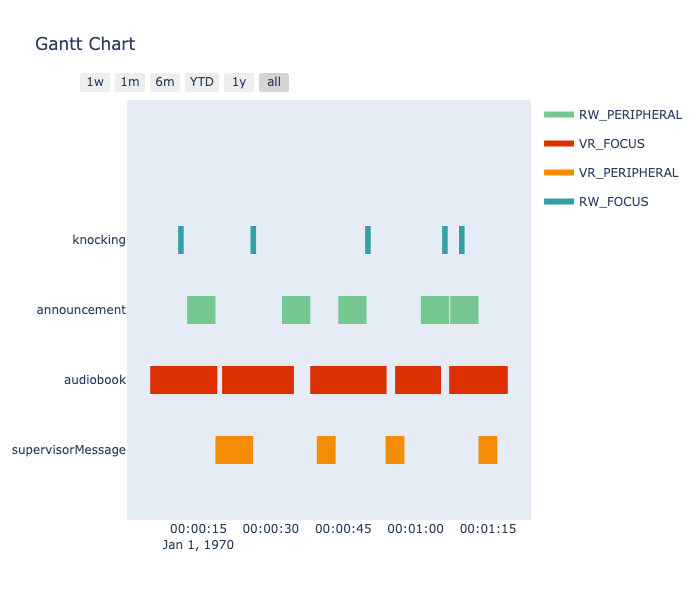 Gantt Chart
1w 1m 6m YTD 1y all
RW_PERIPHERAL
VR_FOCUS
VR_PERIPHERAL
RW_FOCUS
knocking
announcement
audiobook
supervisorMessage
00:00:15 00:00:30 00:00:45 00:01:00 00:01:15
Jan 1, 1970